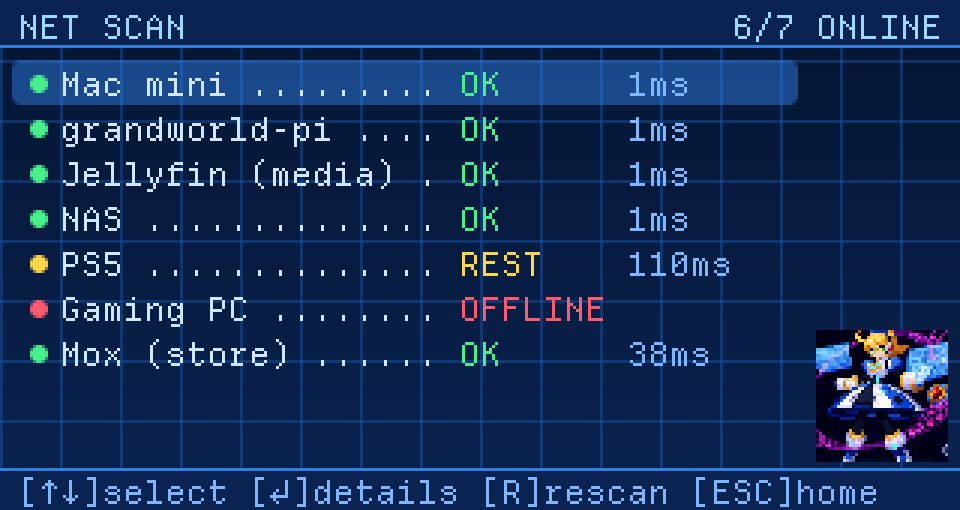 NET SCAN 6/7 ONLINE
Mac mini ......... OK 1ms
grandworld-pi .... OK 1ms
Jellyfin (media) . OK 1ms
NAS .............. OK 1ms
PS5 .............. REST 110ms
Gaming PC ........ OFFLINE
Mox (store) ...... OK 38ms
[↑↓]select [↲]details [R]rescan [ESC]home